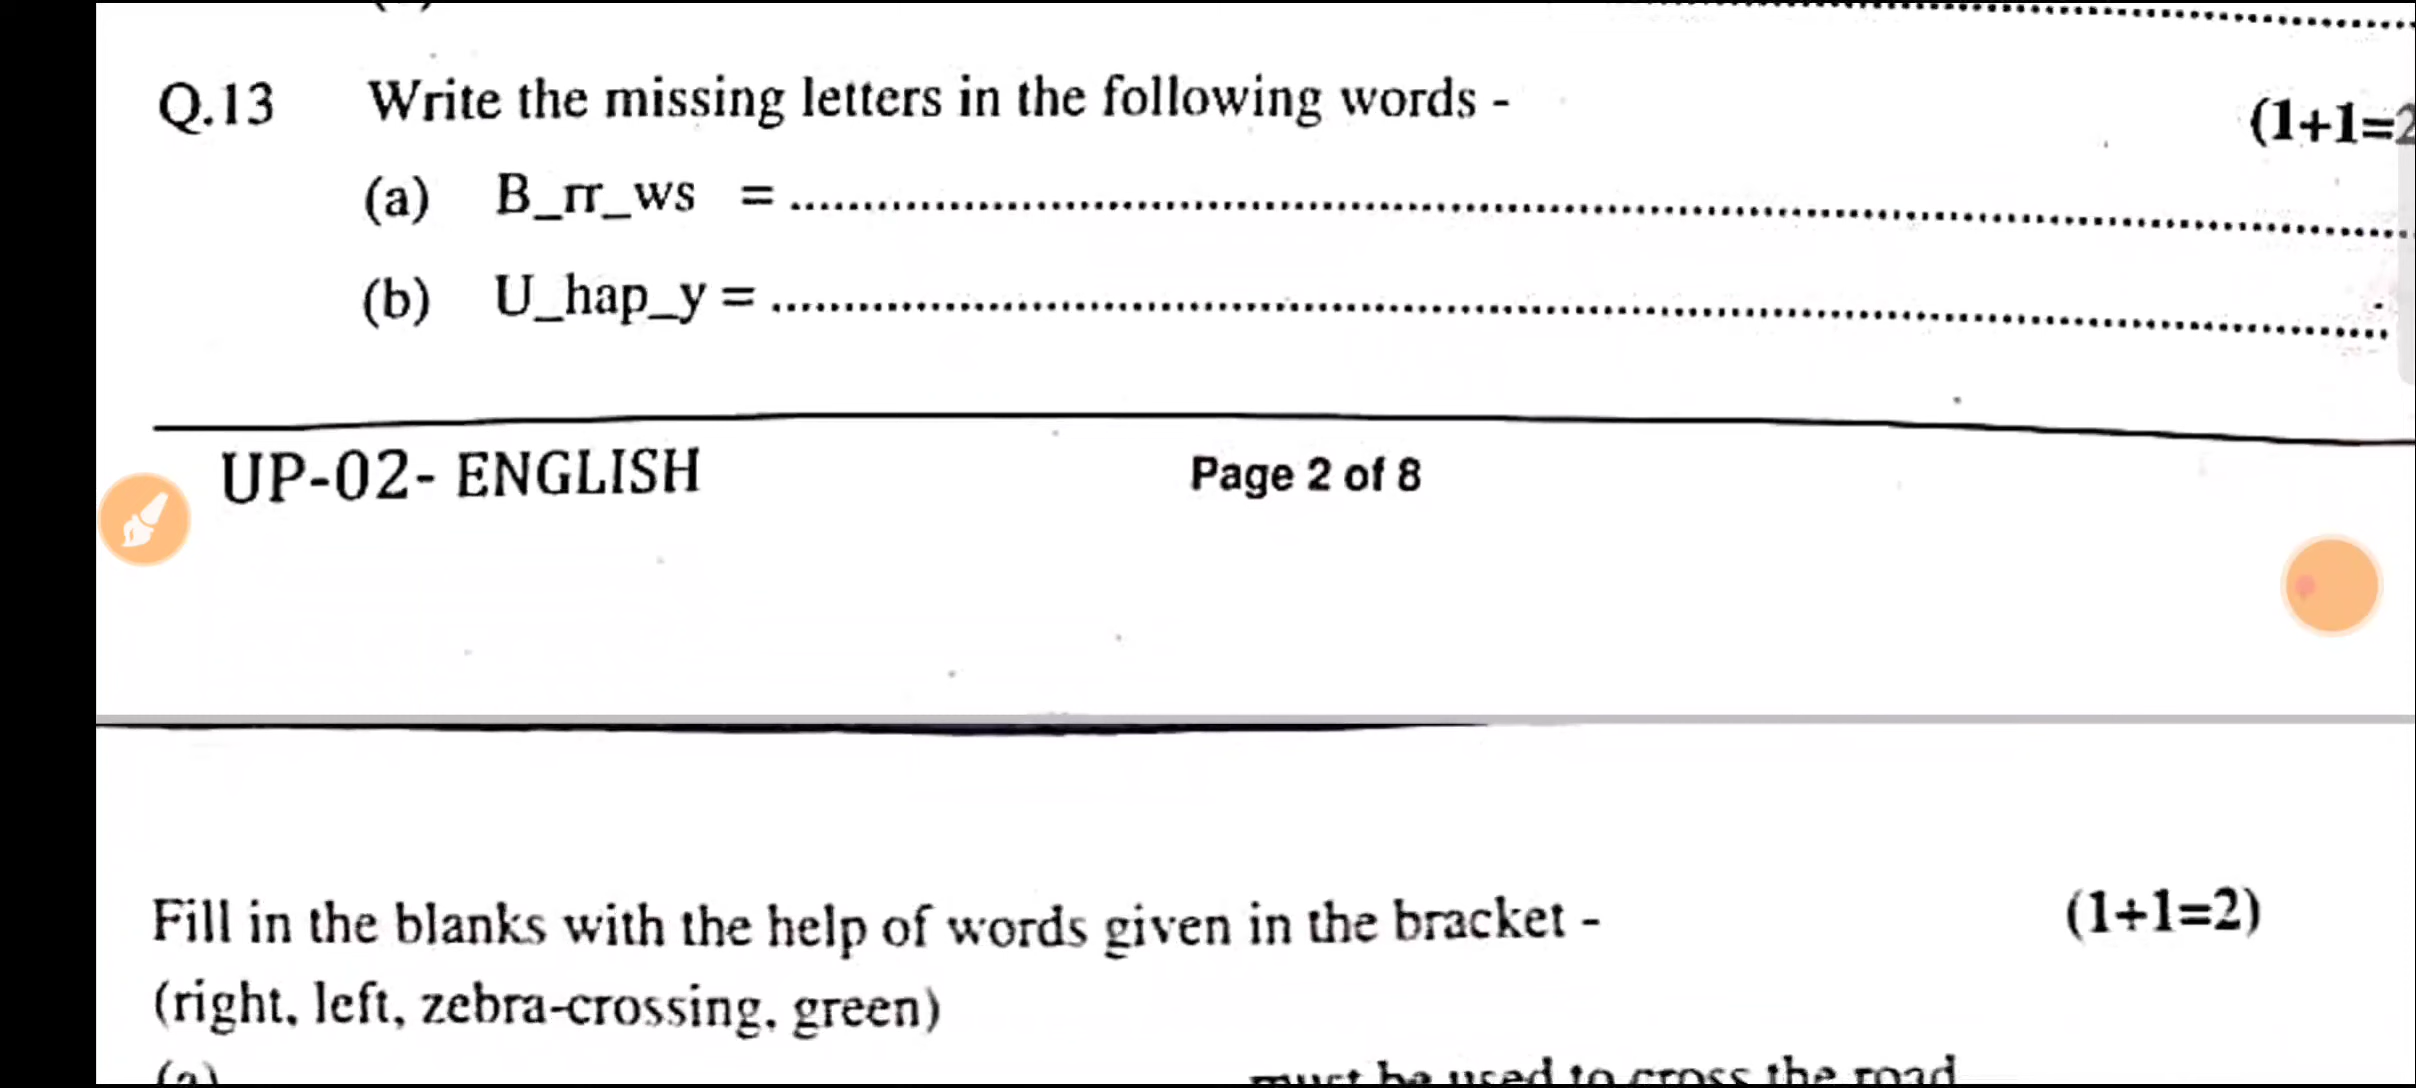 Q.13 Write the missing letters in the following words - (1+1=2
(a) B_rr_ws = ........................................
(b) U_hap_y = ........................................
UP-02- ENGLISH Page 2 of 8
Fill in the blanks with the help of words given in the bracket - (1+1=2)
(right, left, zebra-crossing, green)
(a) must be used to cross the road